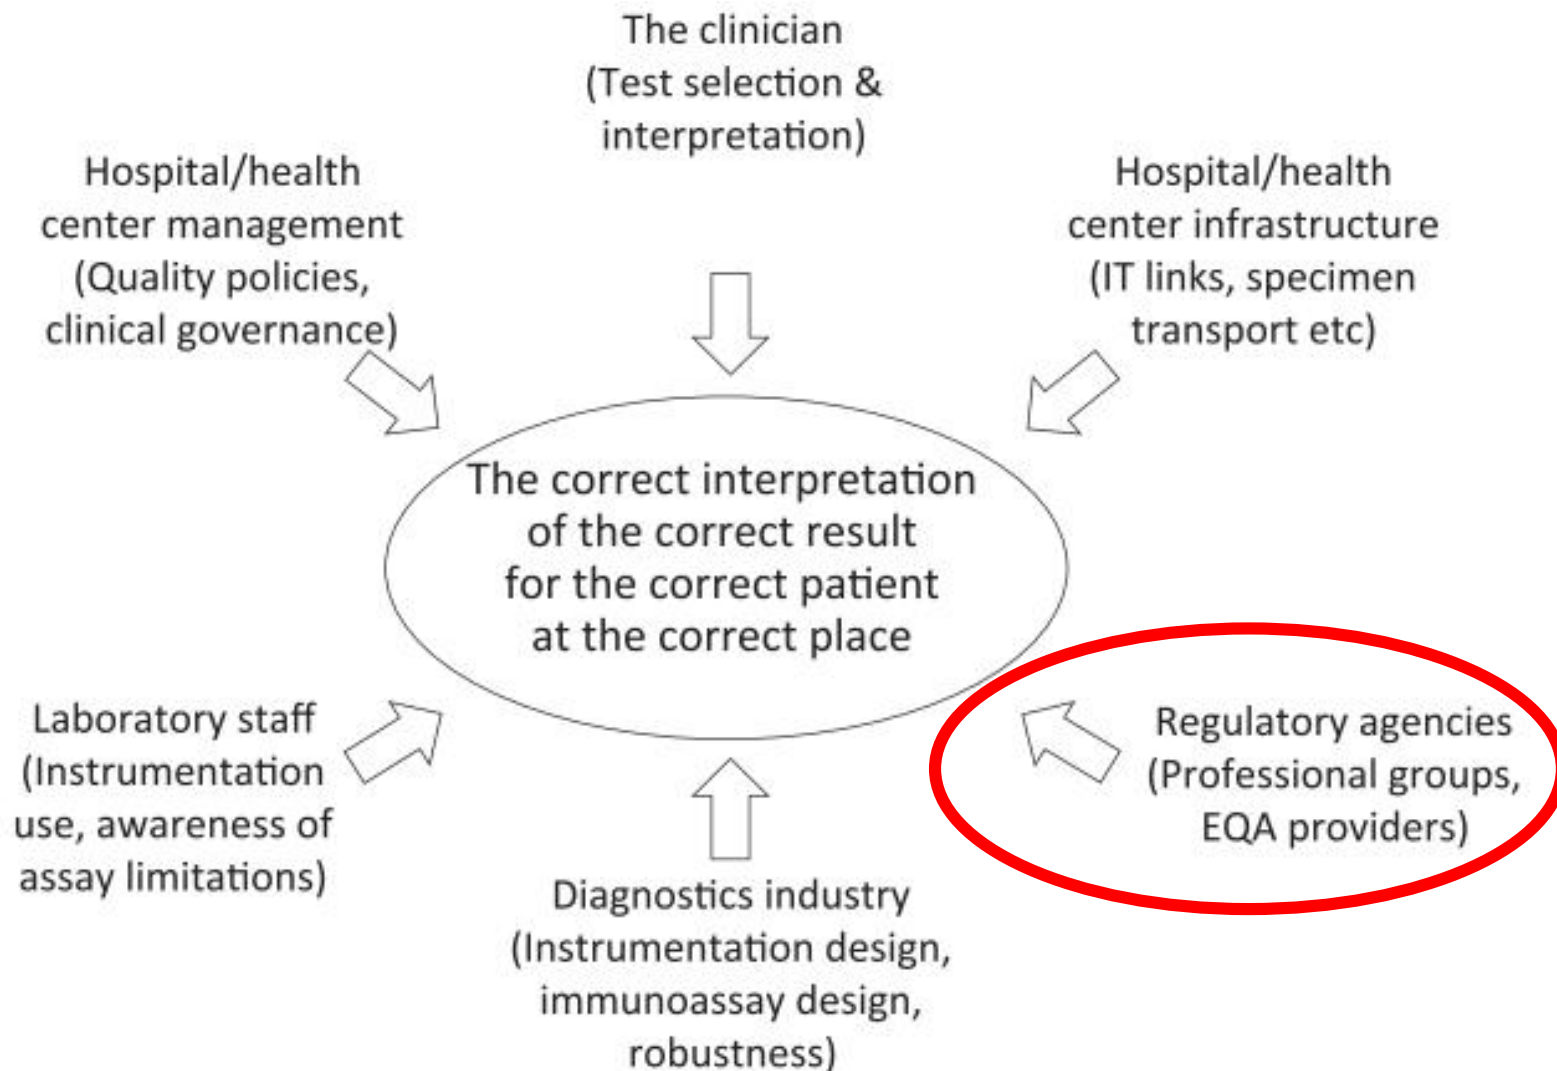 The clinician
(Test selection &
interpretation)
Hospital/health
center management
(Quality policies,
clinical governance)
Hospital/health
center infrastructure
(IT links, specimen
transport etc)
The correct interpretation
of the correct result
for the correct patient
at the correct place
Laboratory staff
(Instrumentation
use, awareness of
assay limitations)
Regulatory agencies
(Professional groups,
EQA providers)
Diagnostics industry
(Instrumentation design,
immunoassay design,
robustness)